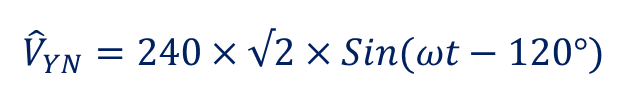 V̂_YN = 240 × √2 × Sin(ωt − 120°)